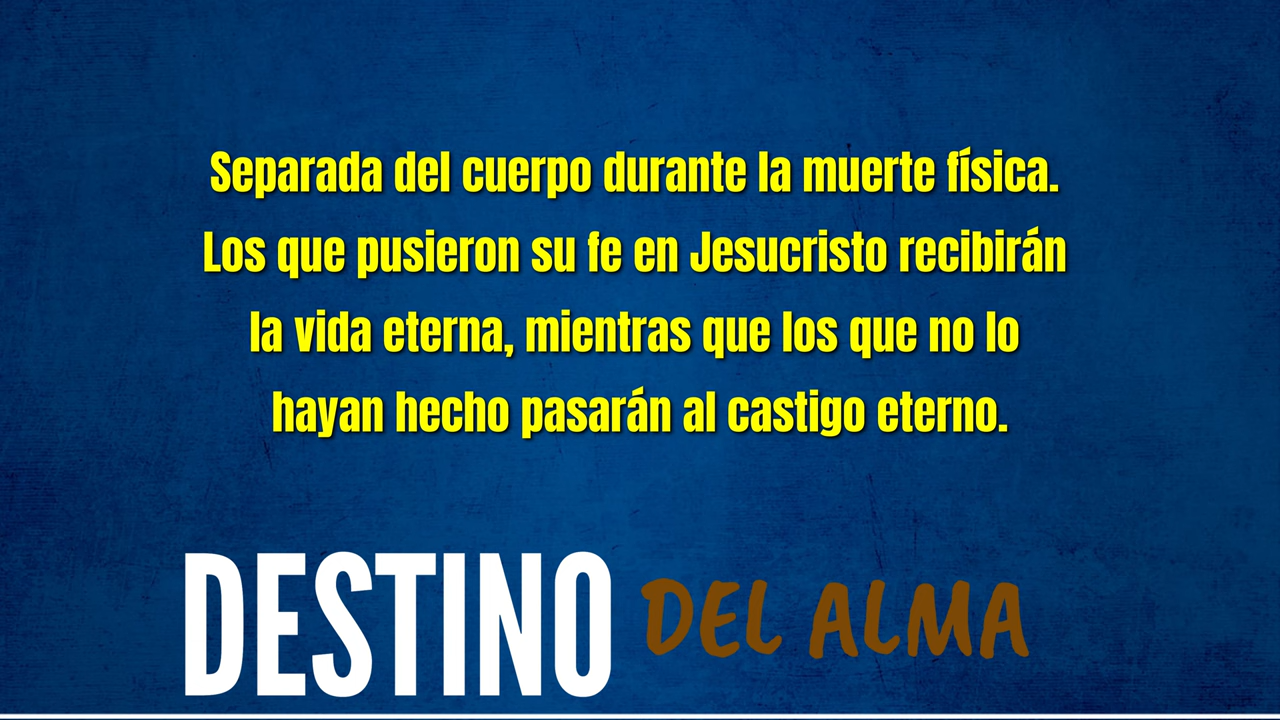 Separada del cuerpo durante la muerte física.
Los que pusieron su fe en Jesucristo recibirán
la vida eterna, mientras que los que no lo
hayan hecho pasarán al castigo eterno.
DESTINO DEL ALMA